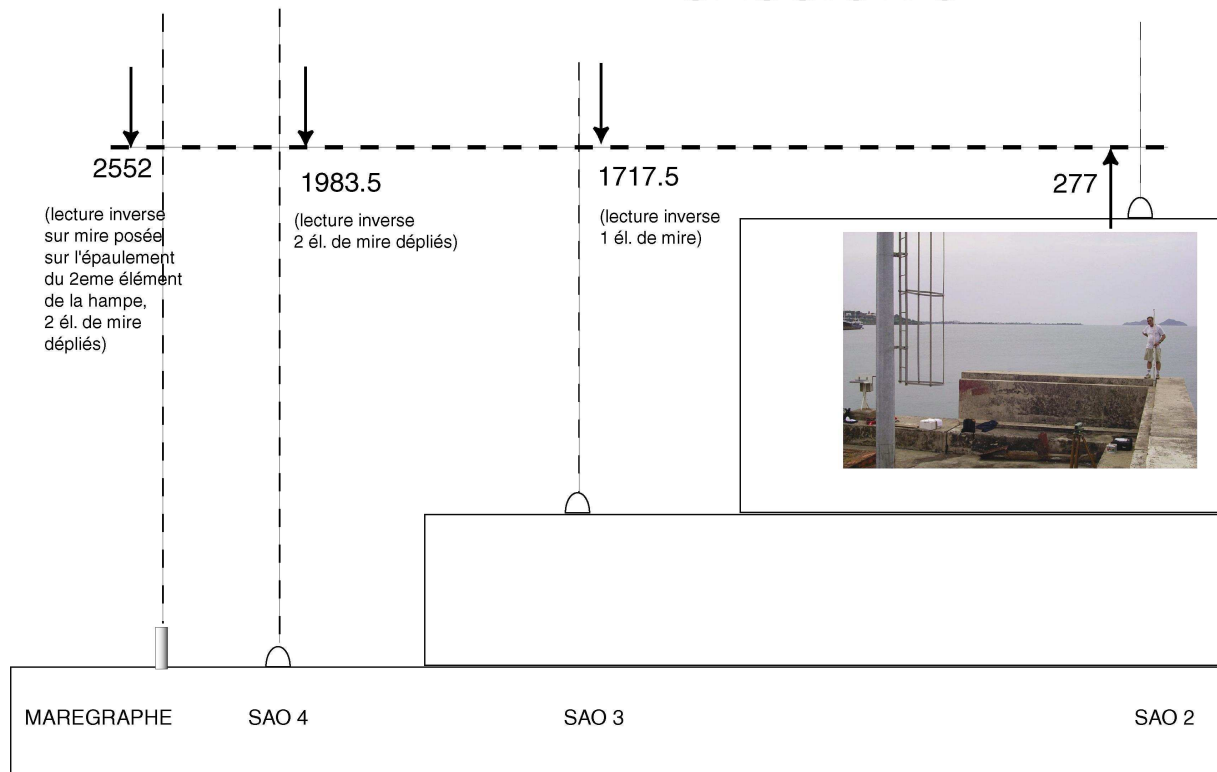 2552
(lecture inverse
sur mire posée
sur l'épaulement
du 2eme élément
de la hampe,
2 él. de mire
dépliés)
1983.5
(lecture inverse
2 él. de mire dépliés)
1717.5
(lecture inverse
1 él. de mire)
277
MAREGRAPHE
SAO 4
SAO 3
SAO 2